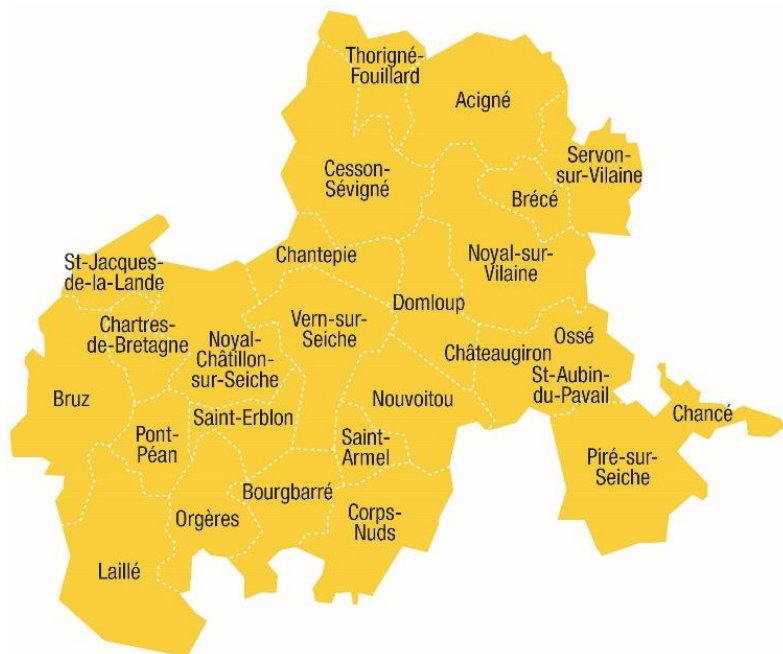 Thorigné-
Fouillard
Acigné
Servon-
sur-Vilaine
Cesson-
Sévigné
Brécé
Chantepie
Noyal-sur-
Vilaine
St-Jacques-
de-la-Lande
Domloup
Chartres-
de-Bretagne
Vern-sur-
Seiche
Noyal-
Châtillon-
sur-Seiche
Châteaugiron
Ossé
St-Aubin-
du-Pavail
Bruz
Nouvoitou
Chancé
Saint-Erblon
Pont-
Péan
Saint-
Armel
Piré-sur-
Seiche
Bourgbarré
Orgères
Corps-
Nuds
Laillé